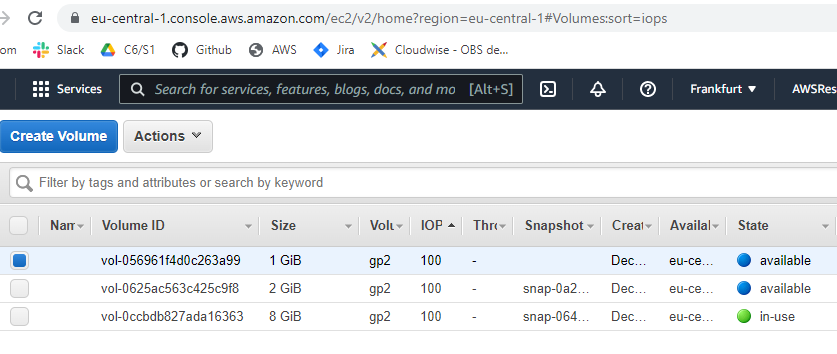 eu-central-1.console.aws.amazon.com/ec2/v2/home?region=eu-central-1#Volumes:sort=iops
om Slack C6/S1 Github AWS Jira Cloudwise - OBS de...
Services Search for services, features, blogs, docs, and mo [Alt+S] Frankfurt ▼ AWSRes
Create Volume Actions
Filter by tags and attributes or search by keyword
Nam Volume ID Size Volu IOP Thro Snapshot Creat Availal State
vol-056961f4d0c263a99 1 GiB gp2 100 - Dec... eu-ce... available
vol-0625ac563c425c9f8 2 GiB gp2 100 - snap-0a2... Dec... eu-ce... available
vol-0ccbdb827ada16363 8 GiB gp2 100 - snap-064... Dec... eu-ce... in-use